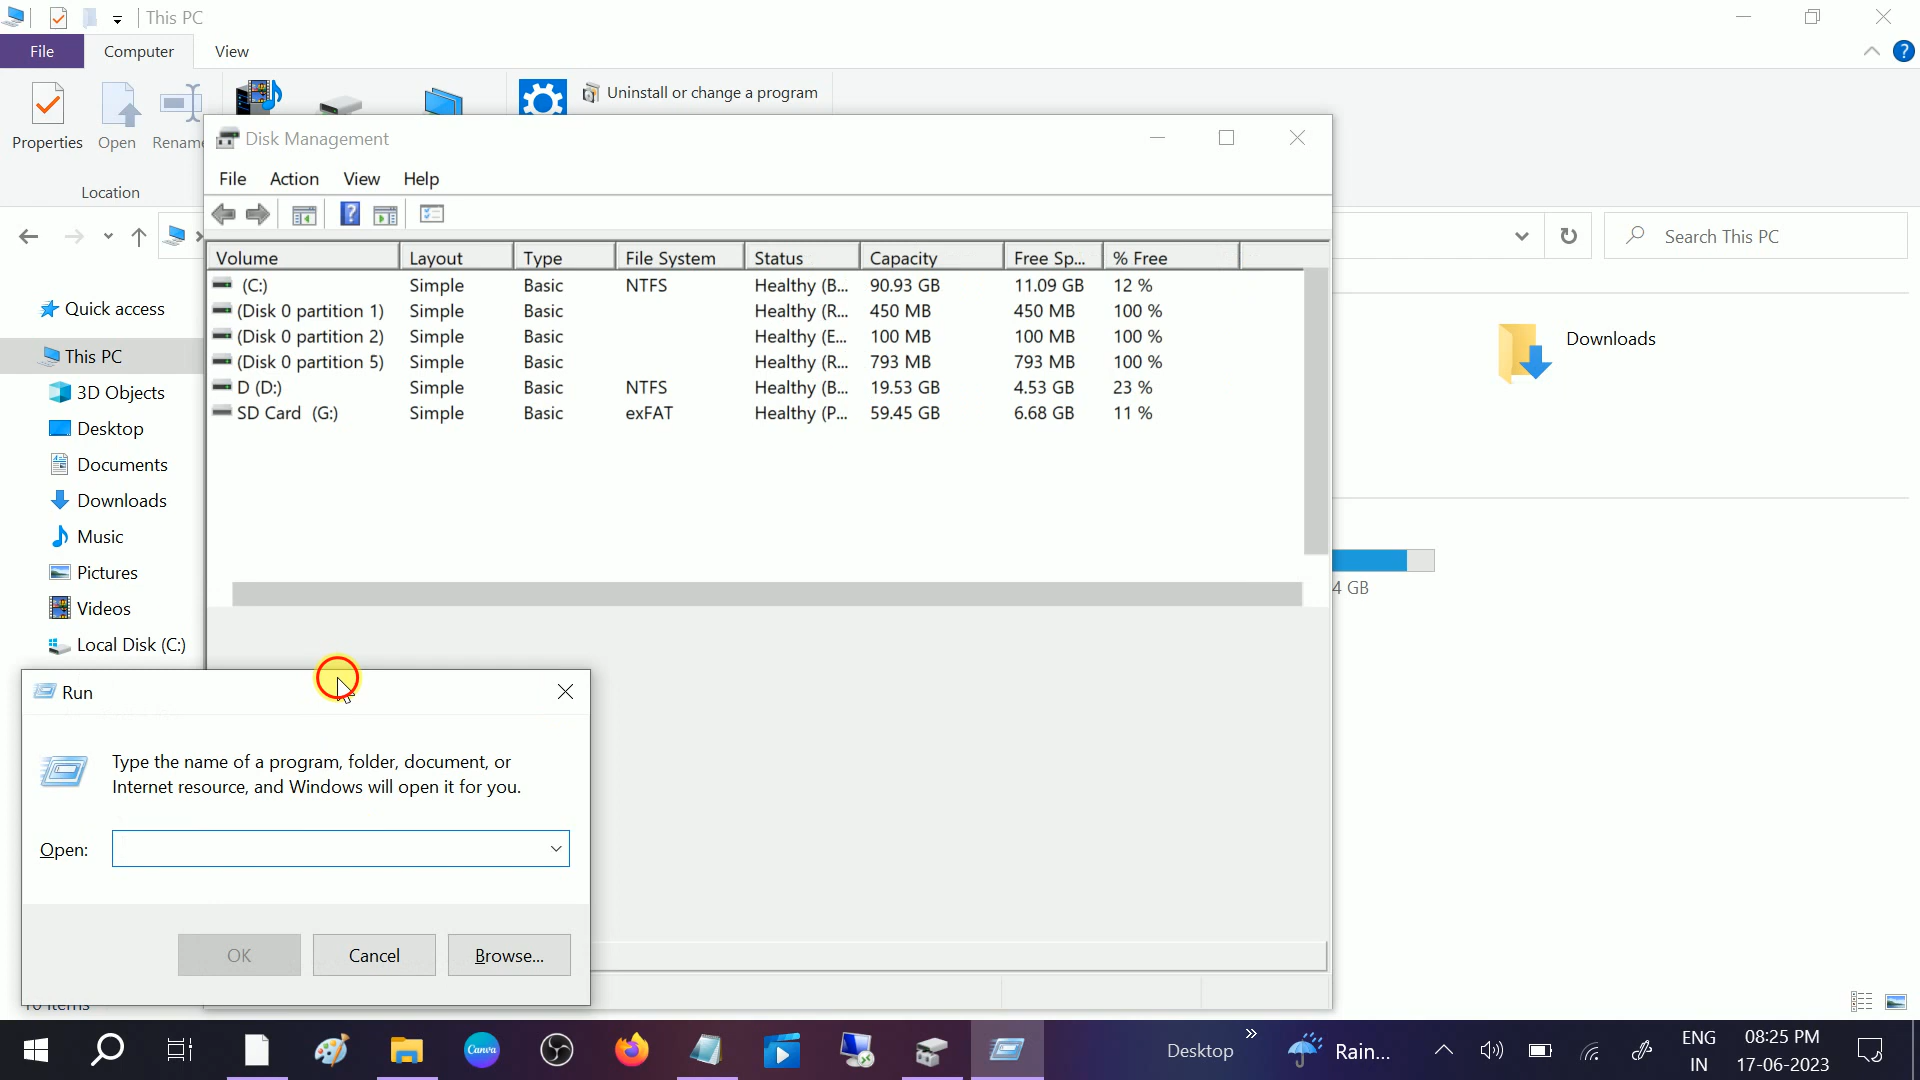 This PC
File
Computer
View
Properties
Open
Rename
Location
Uninstall or change a program
Search This PC
Quick access
This PC
3D Objects
Desktop
Documents
Downloads
Music
Pictures
Videos
Local Disk (C:)
Downloads
4 GB
Disk Management
File Action View Help
Volume Layout Type File System Status Capacity Free Sp... % Free
(C:) Simple Basic NTFS Healthy (B... 90.93 GB 11.09 GB 12 %
(Disk 0 partition 1) Simple Basic Healthy (R... 450 MB 450 MB 100 %
(Disk 0 partition 2) Simple Basic Healthy (E... 100 MB 100 MB 100 %
(Disk 0 partition 5) Simple Basic Healthy (R... 793 MB 793 MB 100 %
D (D:) Simple Basic NTFS Healthy (B... 19.53 GB 4.53 GB 23 %
SD Card (G:) Simple Basic exFAT Healthy (P... 59.45 GB 6.68 GB 11 %
Run
Type the name of a program, folder, document, or
Internet resource, and Windows will open it for you.
Open:
OK
Cancel
Browse...
Canva
Desktop
Rain...
ENG
IN
08:25 PM
17-06-2023